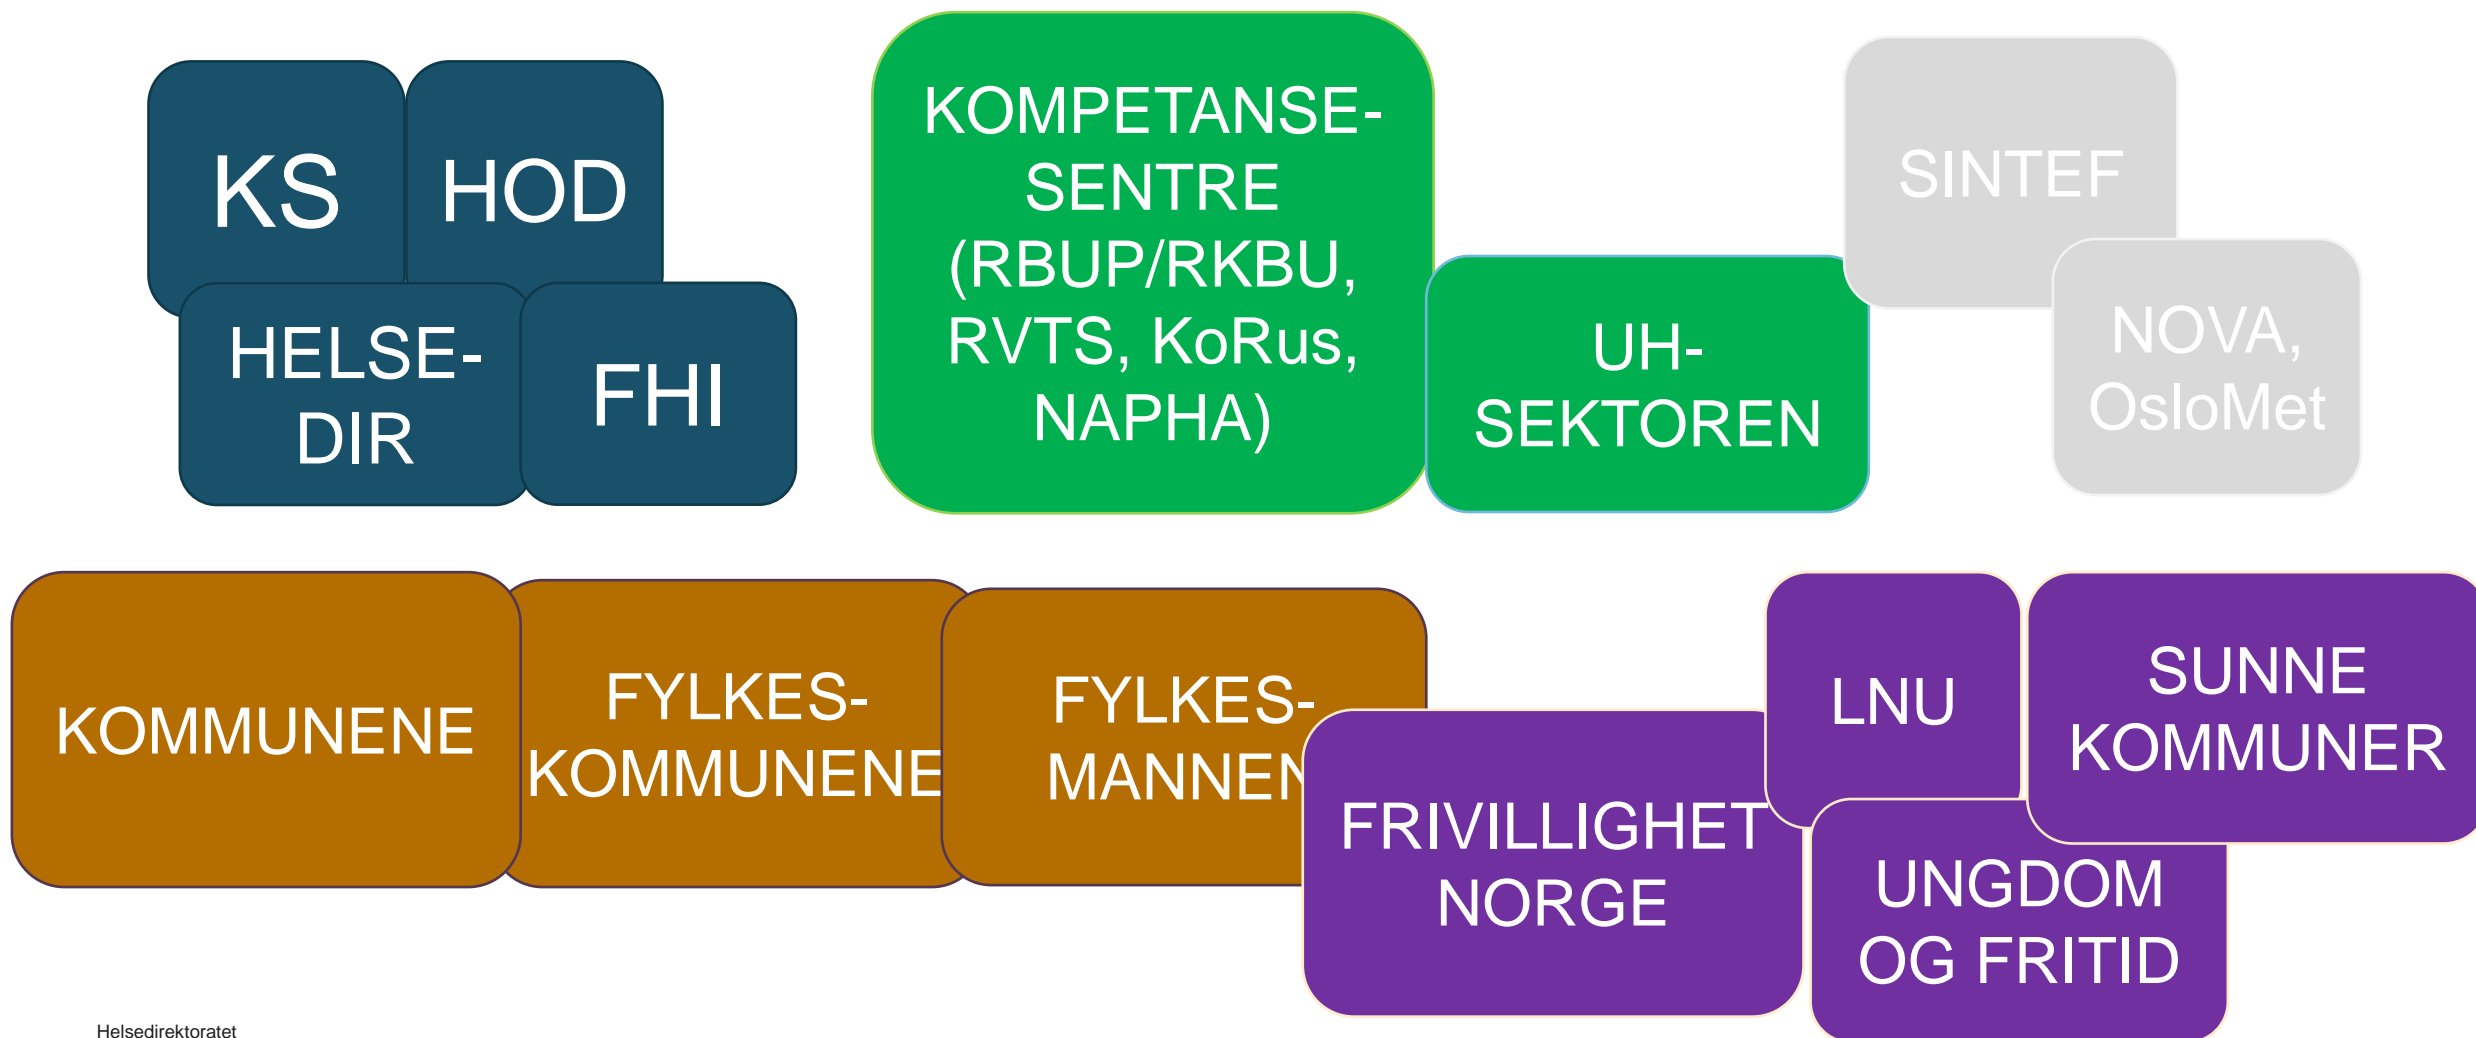 KS
HOD
HELSE-
DIR
FHI
KOMPETANSE-
SENTRE
(RBUP/RKBU,
RVTS, KoRus,
NAPHA)
UH-
SEKTOREN
SINTEF
NOVA,
OsloMet
KOMMUNENE
FYLKES-
KOMMUNENE
FYLKES-
MANNEN
FRIVILLIGHET
NORGE
LNU
SUNNE
KOMMUNER
UNGDOM
OG FRITID
Helsedirektoratet